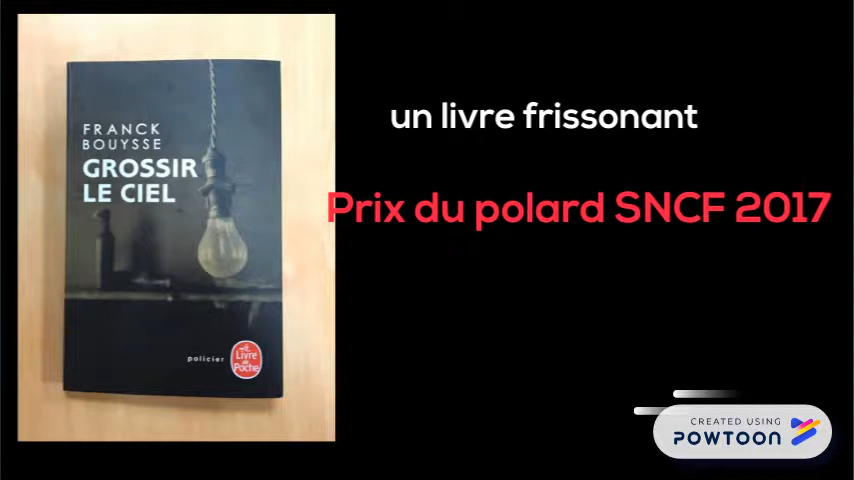 FRANCK
BOUYSSE
GROSSIR
LE CIEL
policier
Le
Livre
de
Poche
un livre frissonant
Prix du polard SNCF 2017
CREATED USING
POWTOON